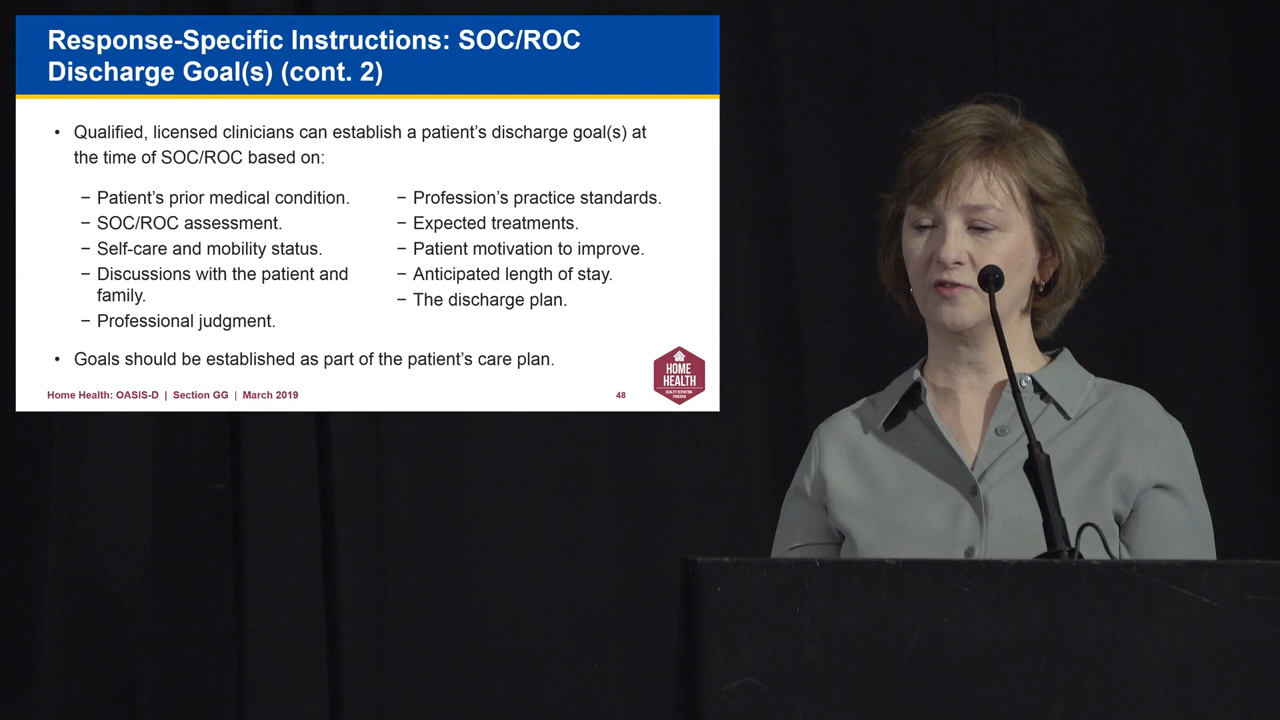 Response-Specific Instructions: SOC/ROC
Discharge Goal(s) (cont. 2)
• Qualified, licensed clinicians can establish a patient's discharge goal(s) at
the time of SOC/ROC based on:
− Patient's prior medical condition.
− SOC/ROC assessment.
− Self-care and mobility status.
− Discussions with the patient and
family.
− Professional judgment.
− Profession's practice standards.
− Expected treatments.
− Patient motivation to improve.
− Anticipated length of stay.
− The discharge plan.
• Goals should be established as part of the patient's care plan.
Home Health: OASIS-D | Section GG | March 2019
48
HOME
HEALTH
QUALITY REPORTING
PROGRAM